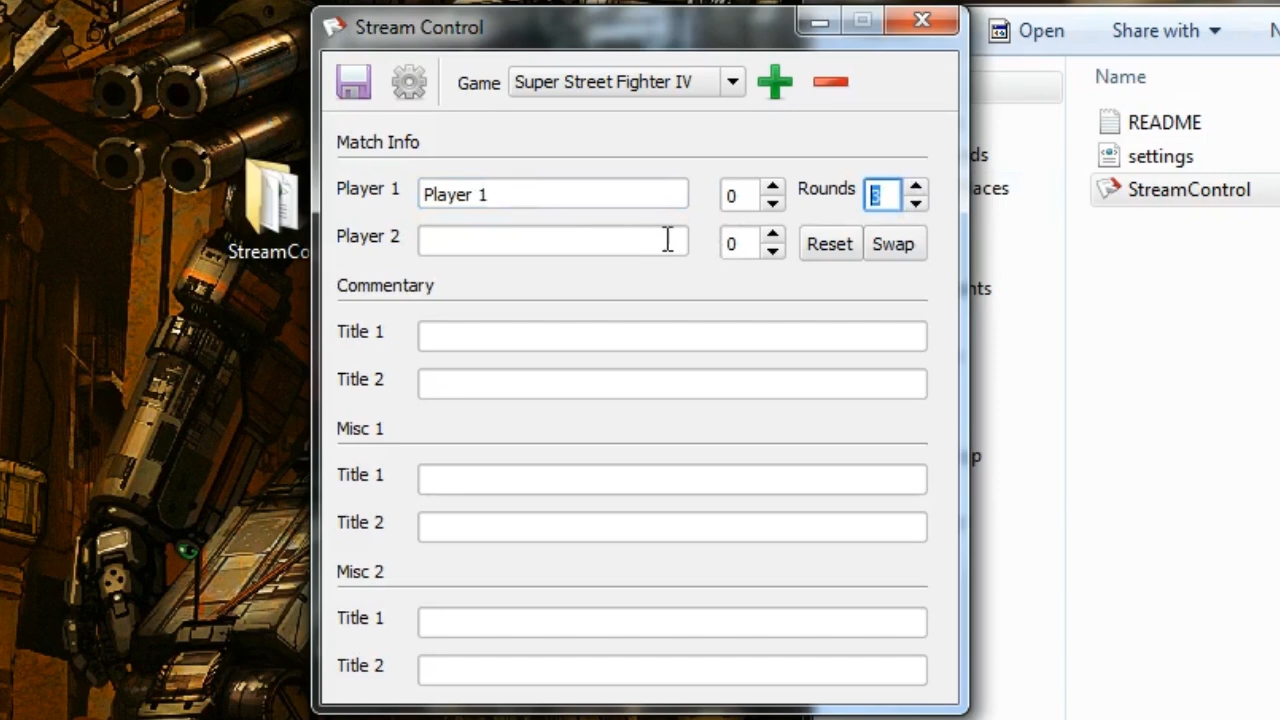 Stream Control
Game Super Street Fighter IV
Match Info
Player 1 Player 1 0 Rounds 3
Player 2 0 Reset Swap
Commentary
Title 1
Title 2
Misc 1
Title 1
Title 2
Misc 2
Title 1
Title 2
StreamCo
Open Share with
Name
README
settings
StreamControl
ds
aces
nts
p